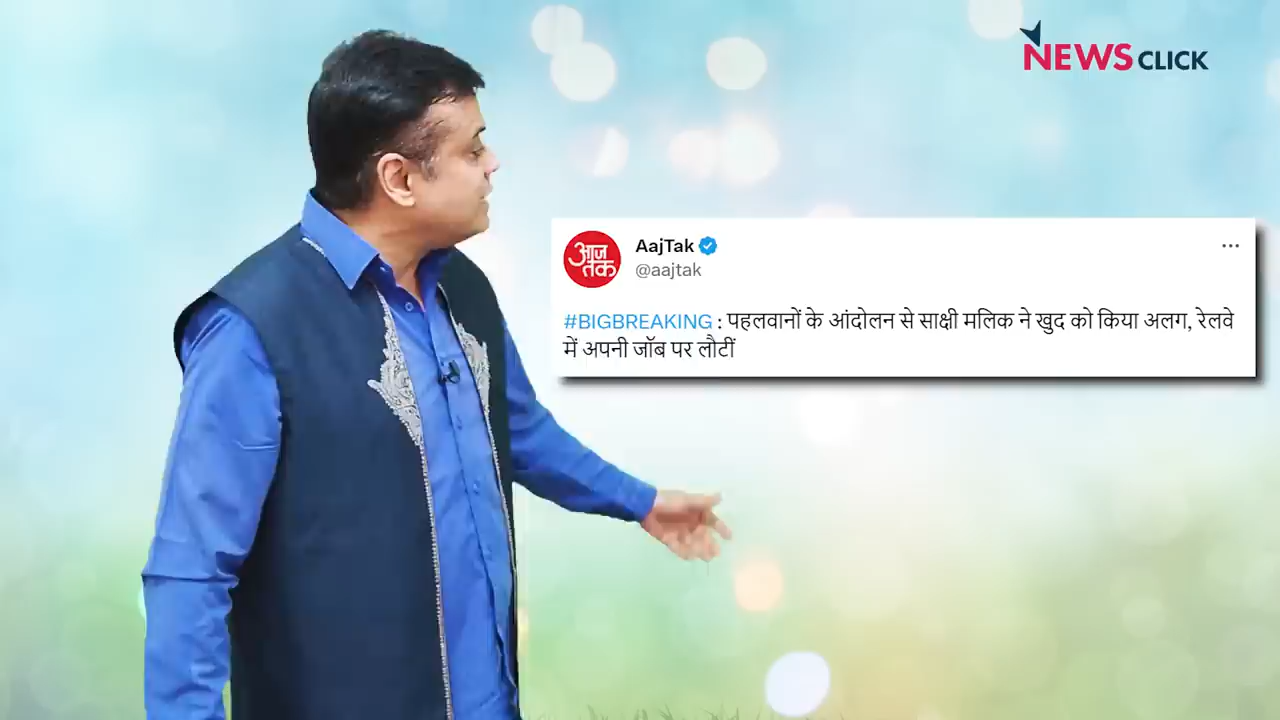 NEWS CLICK
आज
तक
AajTak
@aajtak
#BIGBREAKING : पहलवानों के आंदोलन से साक्षी मलिक ने खुद को किया अलग, रेलवे
में अपनी जॉब पर लौटीं